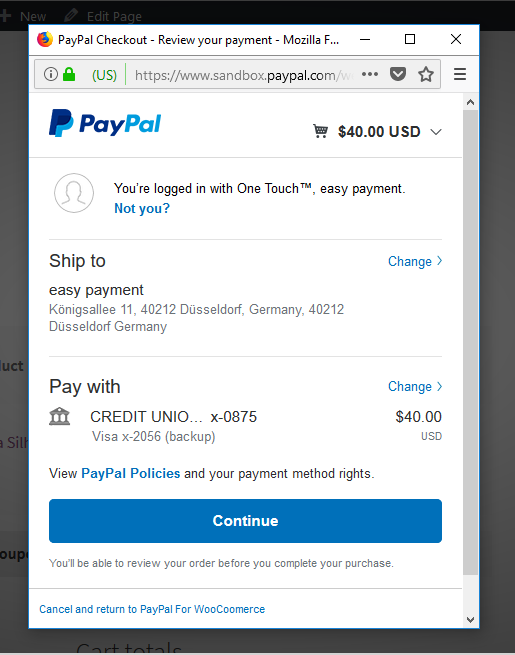 New Edit Page
PayPal Checkout - Review your payment - Mozilla F...
(US) https://www.sandbox.paypal.com/w
PayPal
$40.00 USD
You're logged in with One Touch™, easy payment.
Not you?
Ship to
Change
easy payment
Königsallee 11, 40212 Düsseldorf, Germany, 40212
Düsseldorf Germany
Pay with
Change
CREDIT UNIO... x-0875
$40.00
Visa x-2056 (backup)
USD
View PayPal Policies and your payment method rights.
Continue
You'll be able to review your order before you complete your purchase.
Cancel and return to PayPal For WooCoomerce
Cart totals